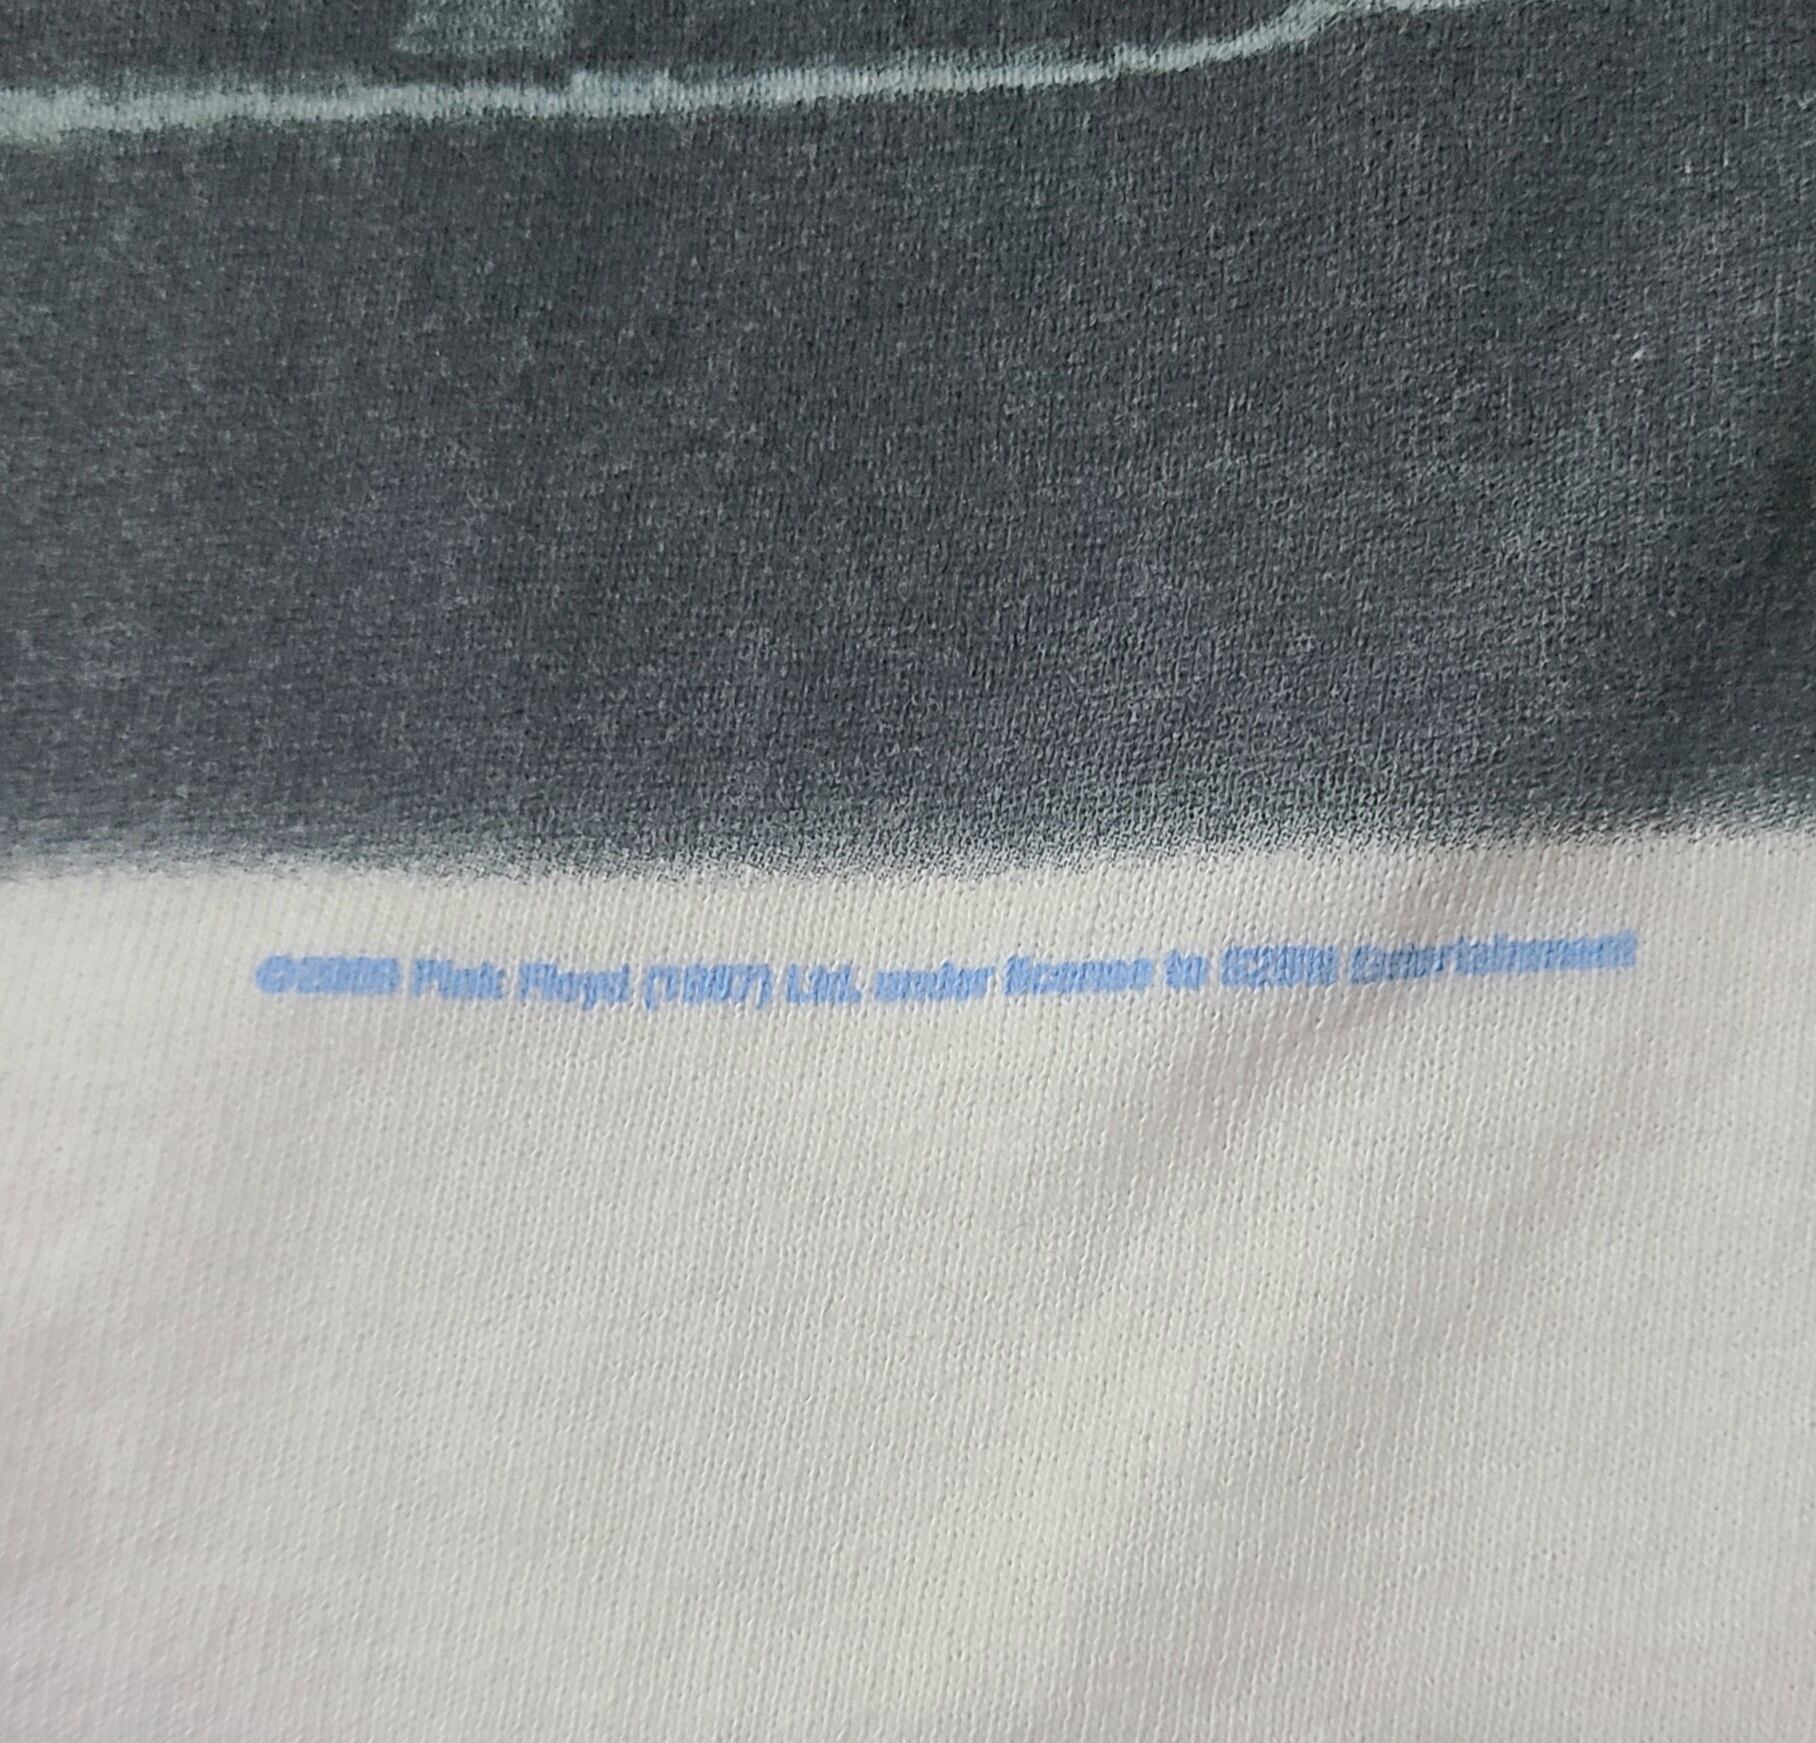 Pink Floyd (1987) Ltd. under license to Entertainment